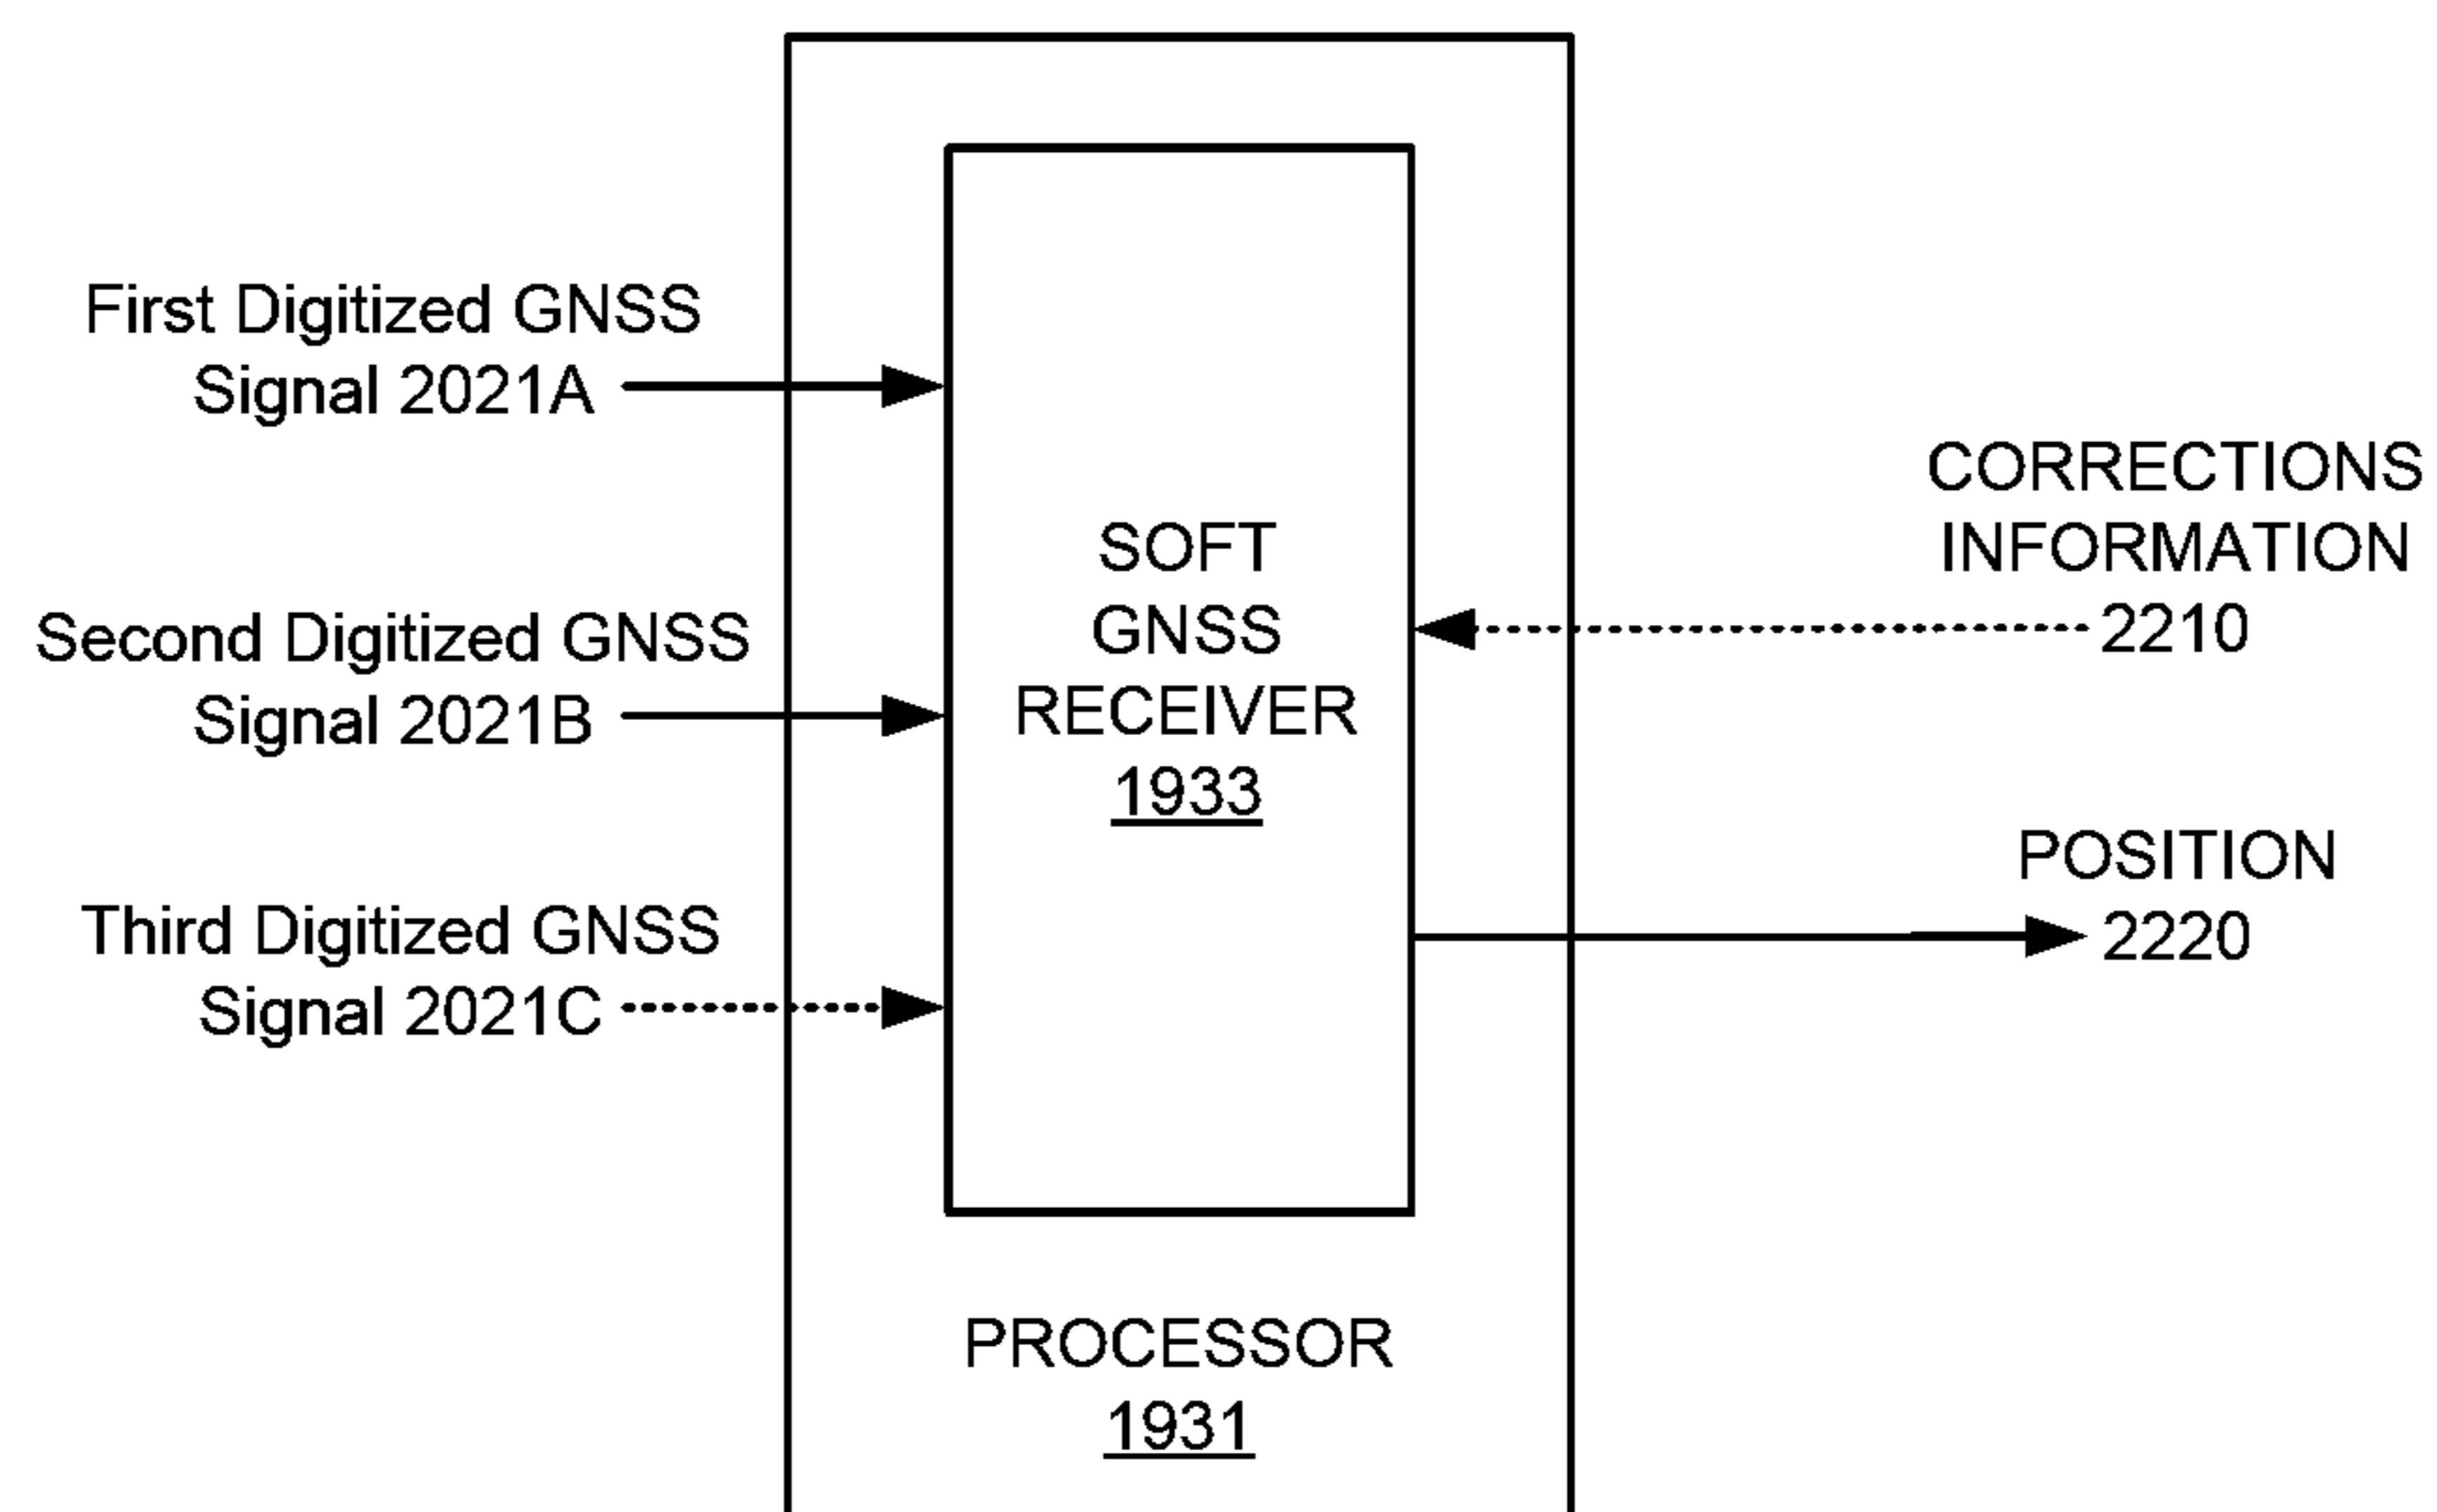 First Digitized GNSS
Signal 2021A
Second Digitized GNSS
Signal 2021B
Third Digitized GNSS
Signal 2021C
SOFT
GNSS
RECEIVER
1933
PROCESSOR
1931
CORRECTIONS
INFORMATION
2210
POSITION
2220